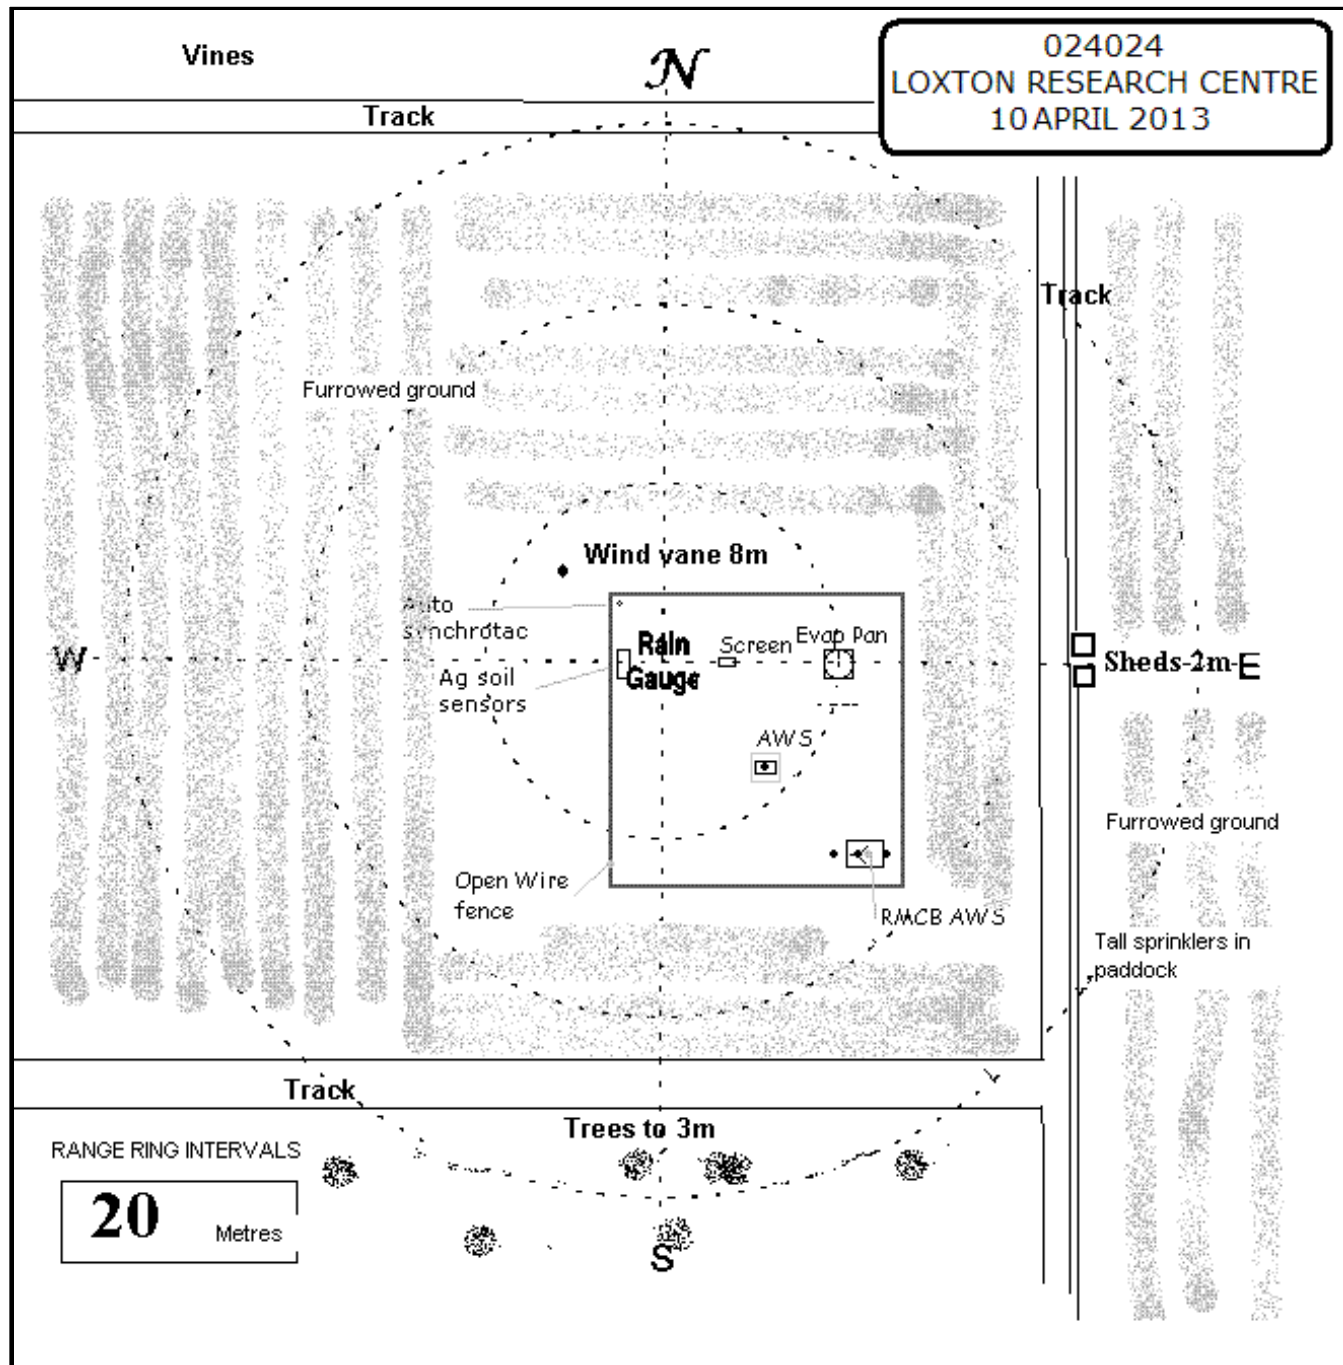 Vines
N
024024
LOXTON RESEARCH CENTRE
10 APRIL 2013
Track
Track
Furrowed ground
Wind vane 8m
Auto
synchrotac
Rain
Gauge
Screen
Evap Pan
W
Sheds-2m
E
Ag soil
sensors
AWS
Furrowed ground
Open Wire
fence
RMCB AWS
Tall sprinklers in
paddock
Track
Trees to 3m
RANGE RING INTERVALS
20 Metres
S